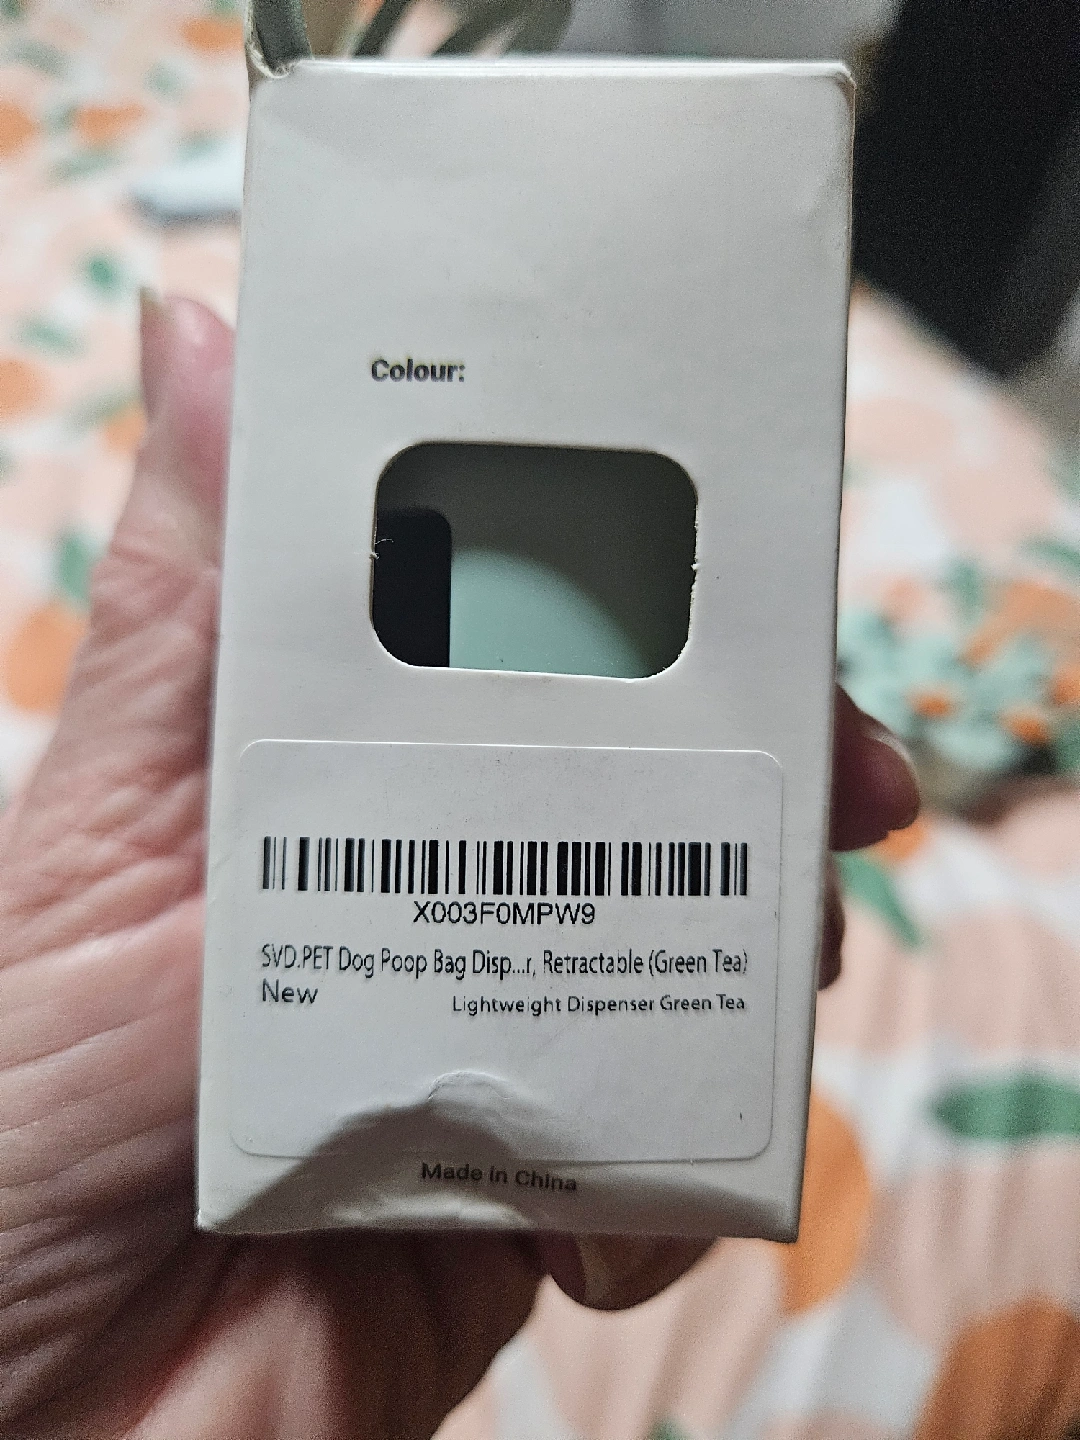 Colour:
X003F0MPW9
SVD.PET Dog Poop Bag Disp...r, Retractable (Green Tea)
New
Lightweight Dispenser Green Tea
Made in China